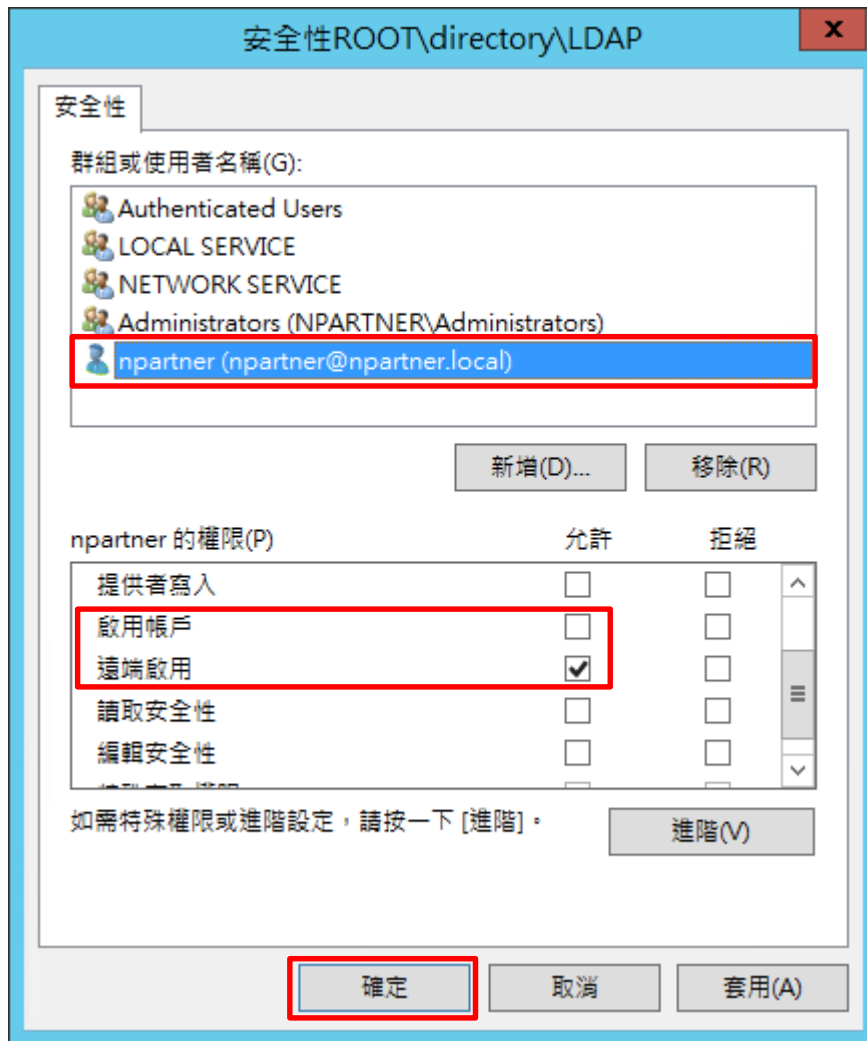 安全性ROOT\directory\LDAP
x
安全性
群組或使用者名稱(G):
Authenticated Users
LOCAL SERVICE
NETWORK SERVICE
Administrators (NPARTNER\Administrators)
npartner (npartner@npartner.local)
新增(D)... 移除(R)
npartner 的權限(P) 允許 拒絕
提供者寫入
啟用帳戶
遠端啟用
讀取安全性
編輯安全性
如需特殊權限或進階設定，請按一下 [進階]。
進階(V)
確定 取消 套用(A)